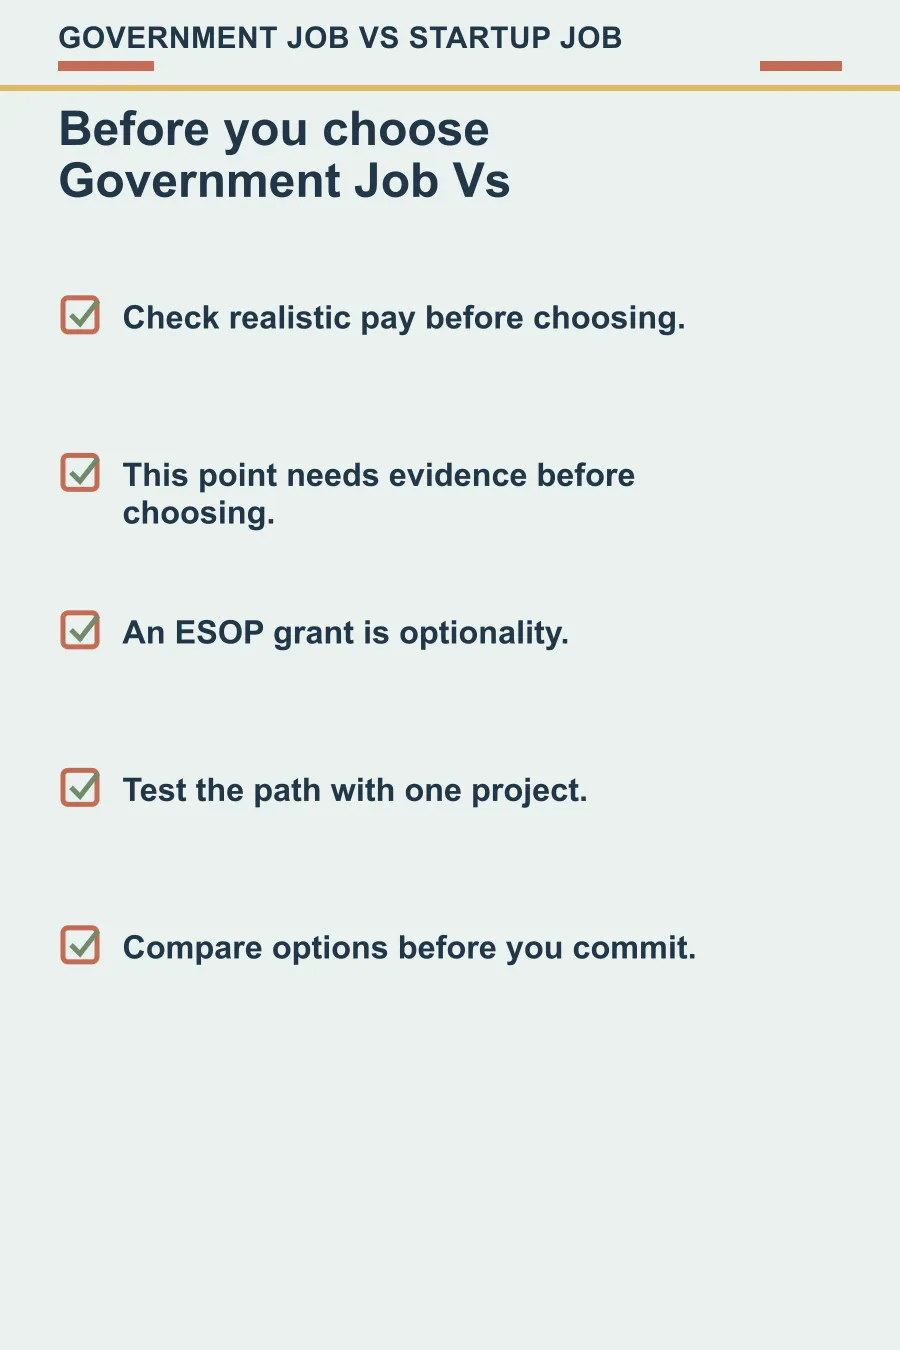 GOVERNMENT JOB VS STARTUP JOB
Before you choose
Government Job Vs
Check realistic pay before choosing.
This point needs evidence before
choosing.
An ESOP grant is optionality.
Test the path with one project.
Compare options before you commit.